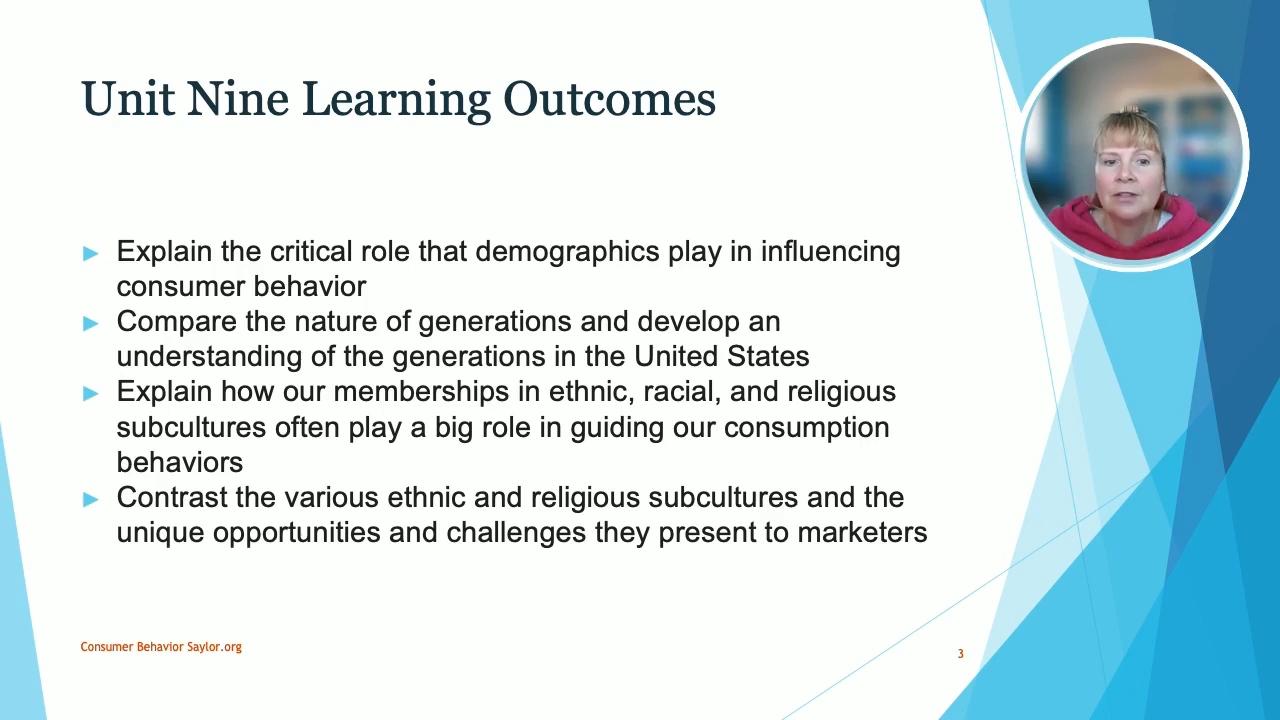 Unit Nine Learning Outcomes
Explain the critical role that demographics play in influencing
consumer behavior
Compare the nature of generations and develop an
understanding of the generations in the United States
Explain how our memberships in ethnic, racial, and religious
subcultures often play a big role in guiding our consumption
behaviors
Contrast the various ethnic and religious subcultures and the
unique opportunities and challenges they present to marketers
Consumer Behavior Saylor.org
3